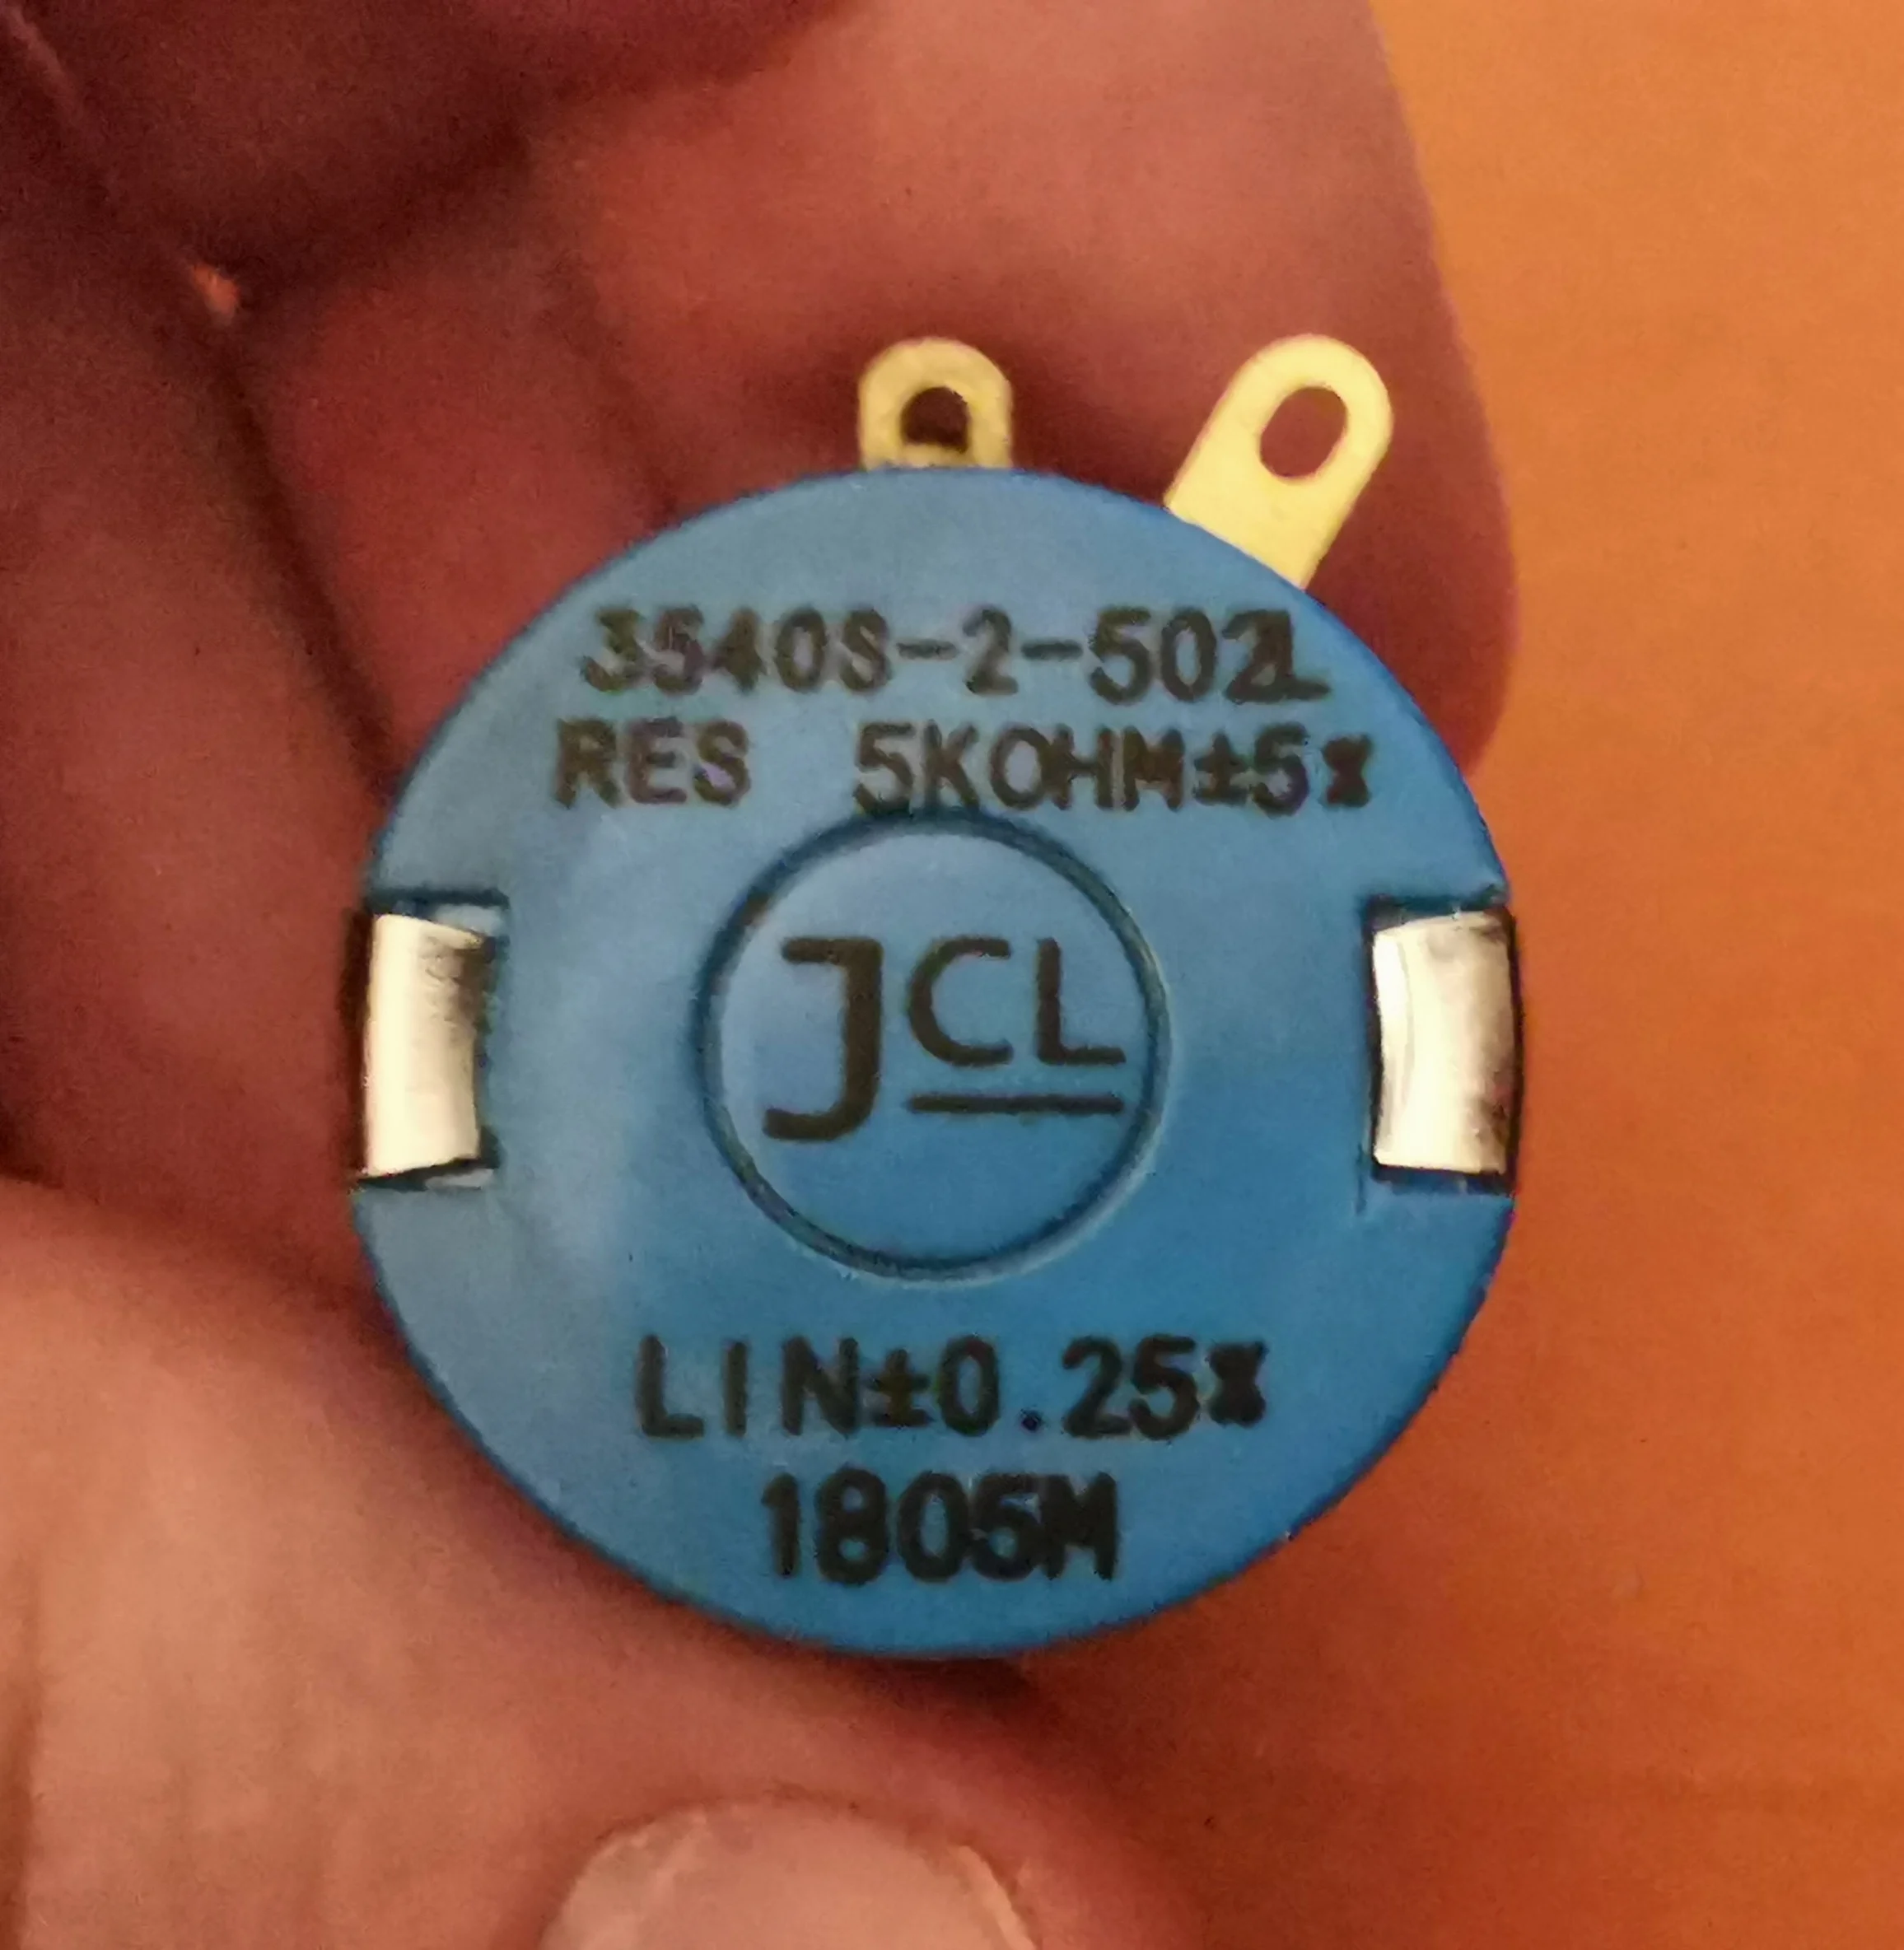 3540S-2-502L
RES 5KOHM±5%
JCL
LIN±0.25%
1805M